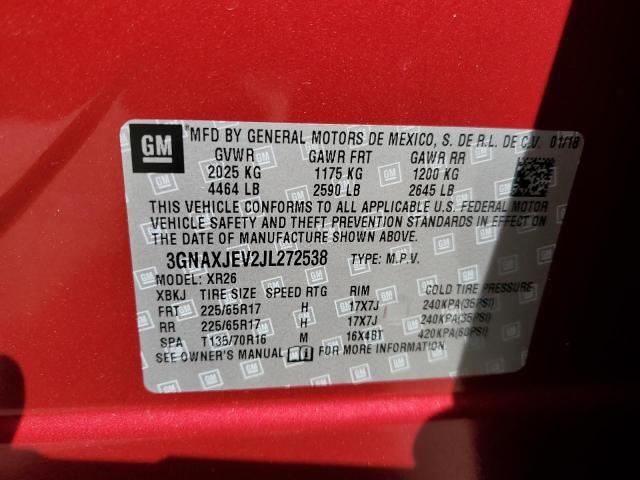 GM
MFD BY GENERAL MOTORS DE MEXICO, S. DE R.L. DE C.V. 01/18
GVWR GAWR FRT GAWR RR
2025 KG 1175 KG 1200 KG
4464 LB 2590 LB 2645 LB
THIS VEHICLE CONFORMS TO ALL APPLICABLE U.S. FEDERAL MOTOR
VEHICLE SAFETY AND THEFT PREVENTION STANDARDS IN EFFECT ON
THE DATE OF MANUFACTURE SHOWN ABOVE.
3GNAXJEV2JL272538 TYPE: M.P.V.
MODEL: XR26
XBKJ TIRE SIZE SPEED RTG RIM COLD TIRE PRESSURE
FRT 225/65R17 H 17X7J 240KPA(35PSI)
RR 225/65R17 H 17X7J 240KPA(35PSI)
SPA T135/70R16 M 16X4BT 420KPA(60PSI)
SEE OWNER'S MANUAL FOR MORE INFORMATION.